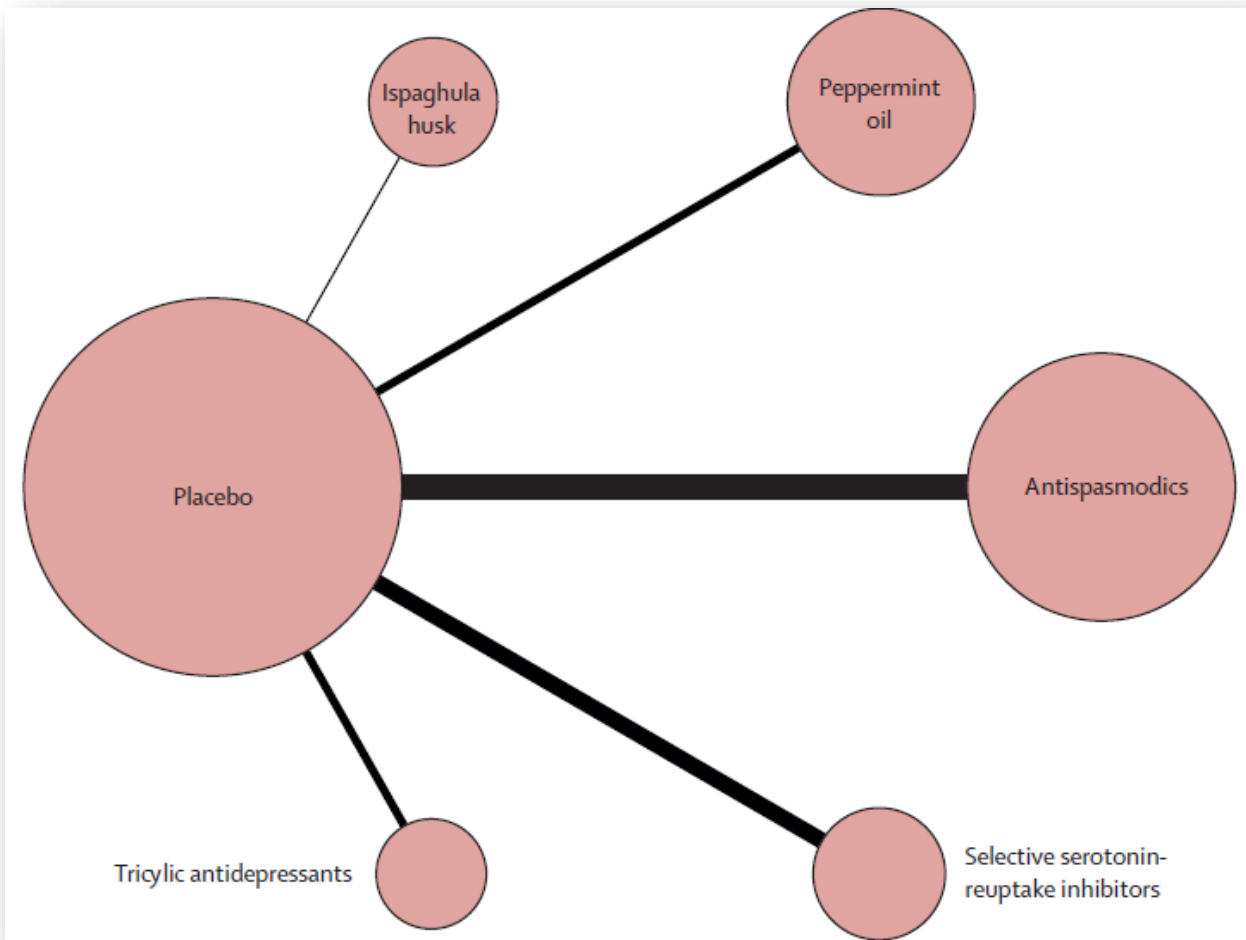 Ispaghula
husk
Peppermint
oil
Placebo
Antispasmodics
Tricylic antidepressants
Selective serotonin-
reuptake inhibitors